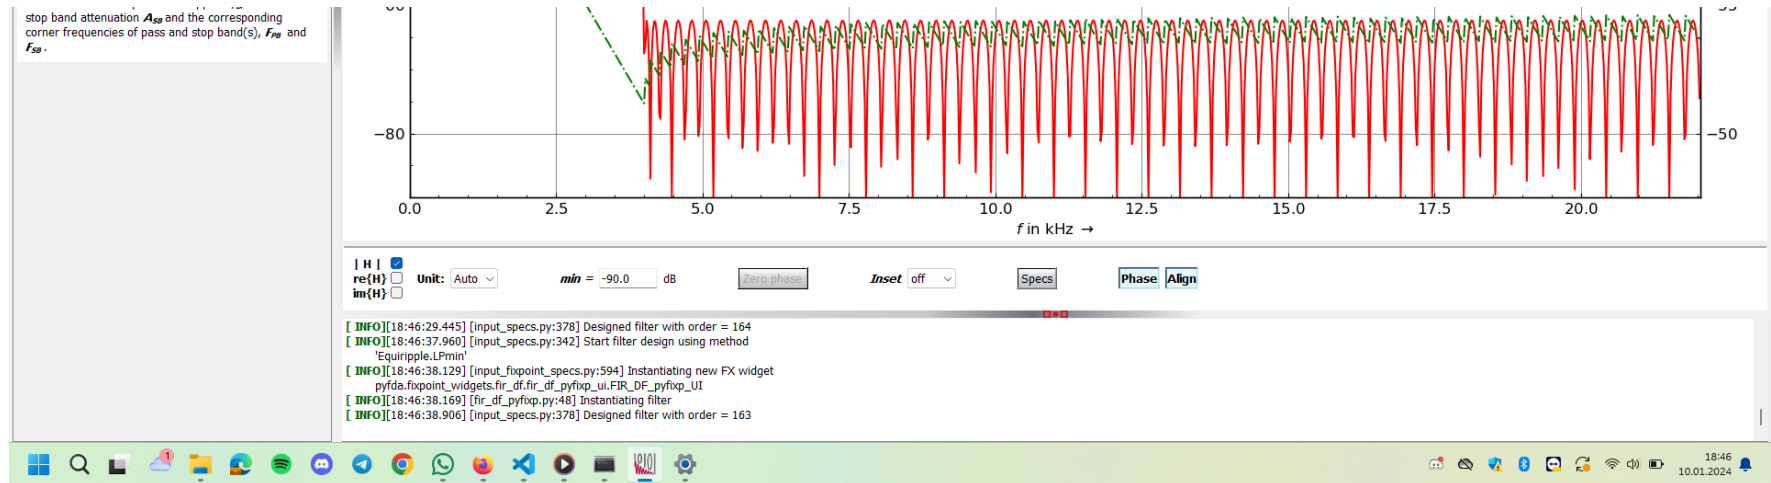 stop band attenuation A_SB and the corresponding
corner frequencies of pass and stop band(s), F_PB and
F_SB .
−80
−50
0.0 2.5 5.0 7.5 10.0 12.5 15.0 17.5 20.0
f in kHz →
| H |
re{H}
im{H}
Unit: Auto
min = -90.0 dB
Zero phase
Inset off
Specs
Phase Align
[ INFO][18:46:29.445] [input_specs.py:378] Designed filter with order = 164
[ INFO][18:46:37.960] [input_specs.py:342] Start filter design using method
'Equiripple.LPmin'
[ INFO][18:46:38.129] [input_fixpoint_specs.py:594] Instantiating new FX widget
pyfda.fixpoint_widgets.fir_df.fir_df_pyfixp_ui.FIR_DF_pyfixp_UI
[ INFO][18:46:38.169] [fir_df_pyfixp.py:48] Instantiating filter
[ INFO][18:46:38.906] [input_specs.py:378] Designed filter with order = 163
1
18:46
10.01.2024